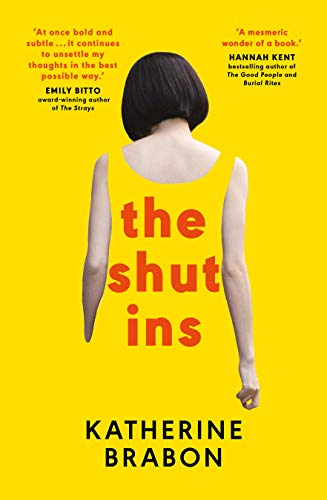 'At once bold and
subtle ... it continues
to unsettle my
thoughts in the best
possible way.'
EMILY BITTO
award-winning author
of The Strays
'A mesmeric
wonder of a book.'
HANNAH KENT
bestselling author of
The Good People and
Burial Rites
the
shut
ins
KATHERINE
BRABON